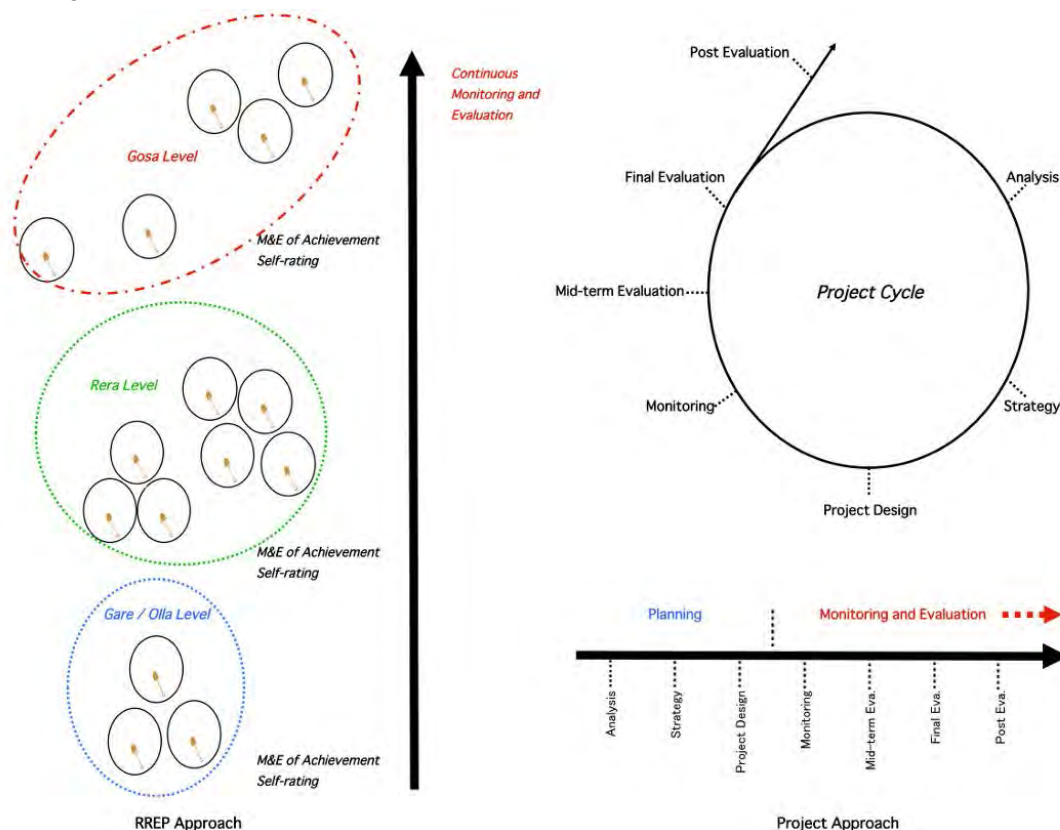 Continuous
Monitoring and
Evaluation
Gosa Level
M&E of Achievement
Self-rating
Rera Level
M&E of Achievement
Self-rating
Gare / Olla Level
M&E of Achievement
Self-rating
RREP Approach
Post Evaluation
Final Evaluation
Analysis
Mid-term Evaluation
Project Cycle
Monitoring
Strategy
Project Design
Planning
Monitoring and Evaluation
Analysis
Strategy
Project Design
Monitoring
Mid-term Eva.
Final Eva.
Post Eva.
Project Approach